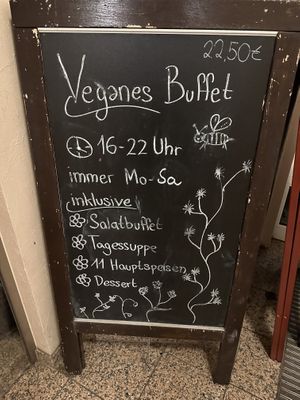 22,50€
Veganes Buffet
16-22 Uhr
immer Mo-Sa
inklusive
Salatbuffet
Tagessuppe
11 Hauptspeisen
Dessert